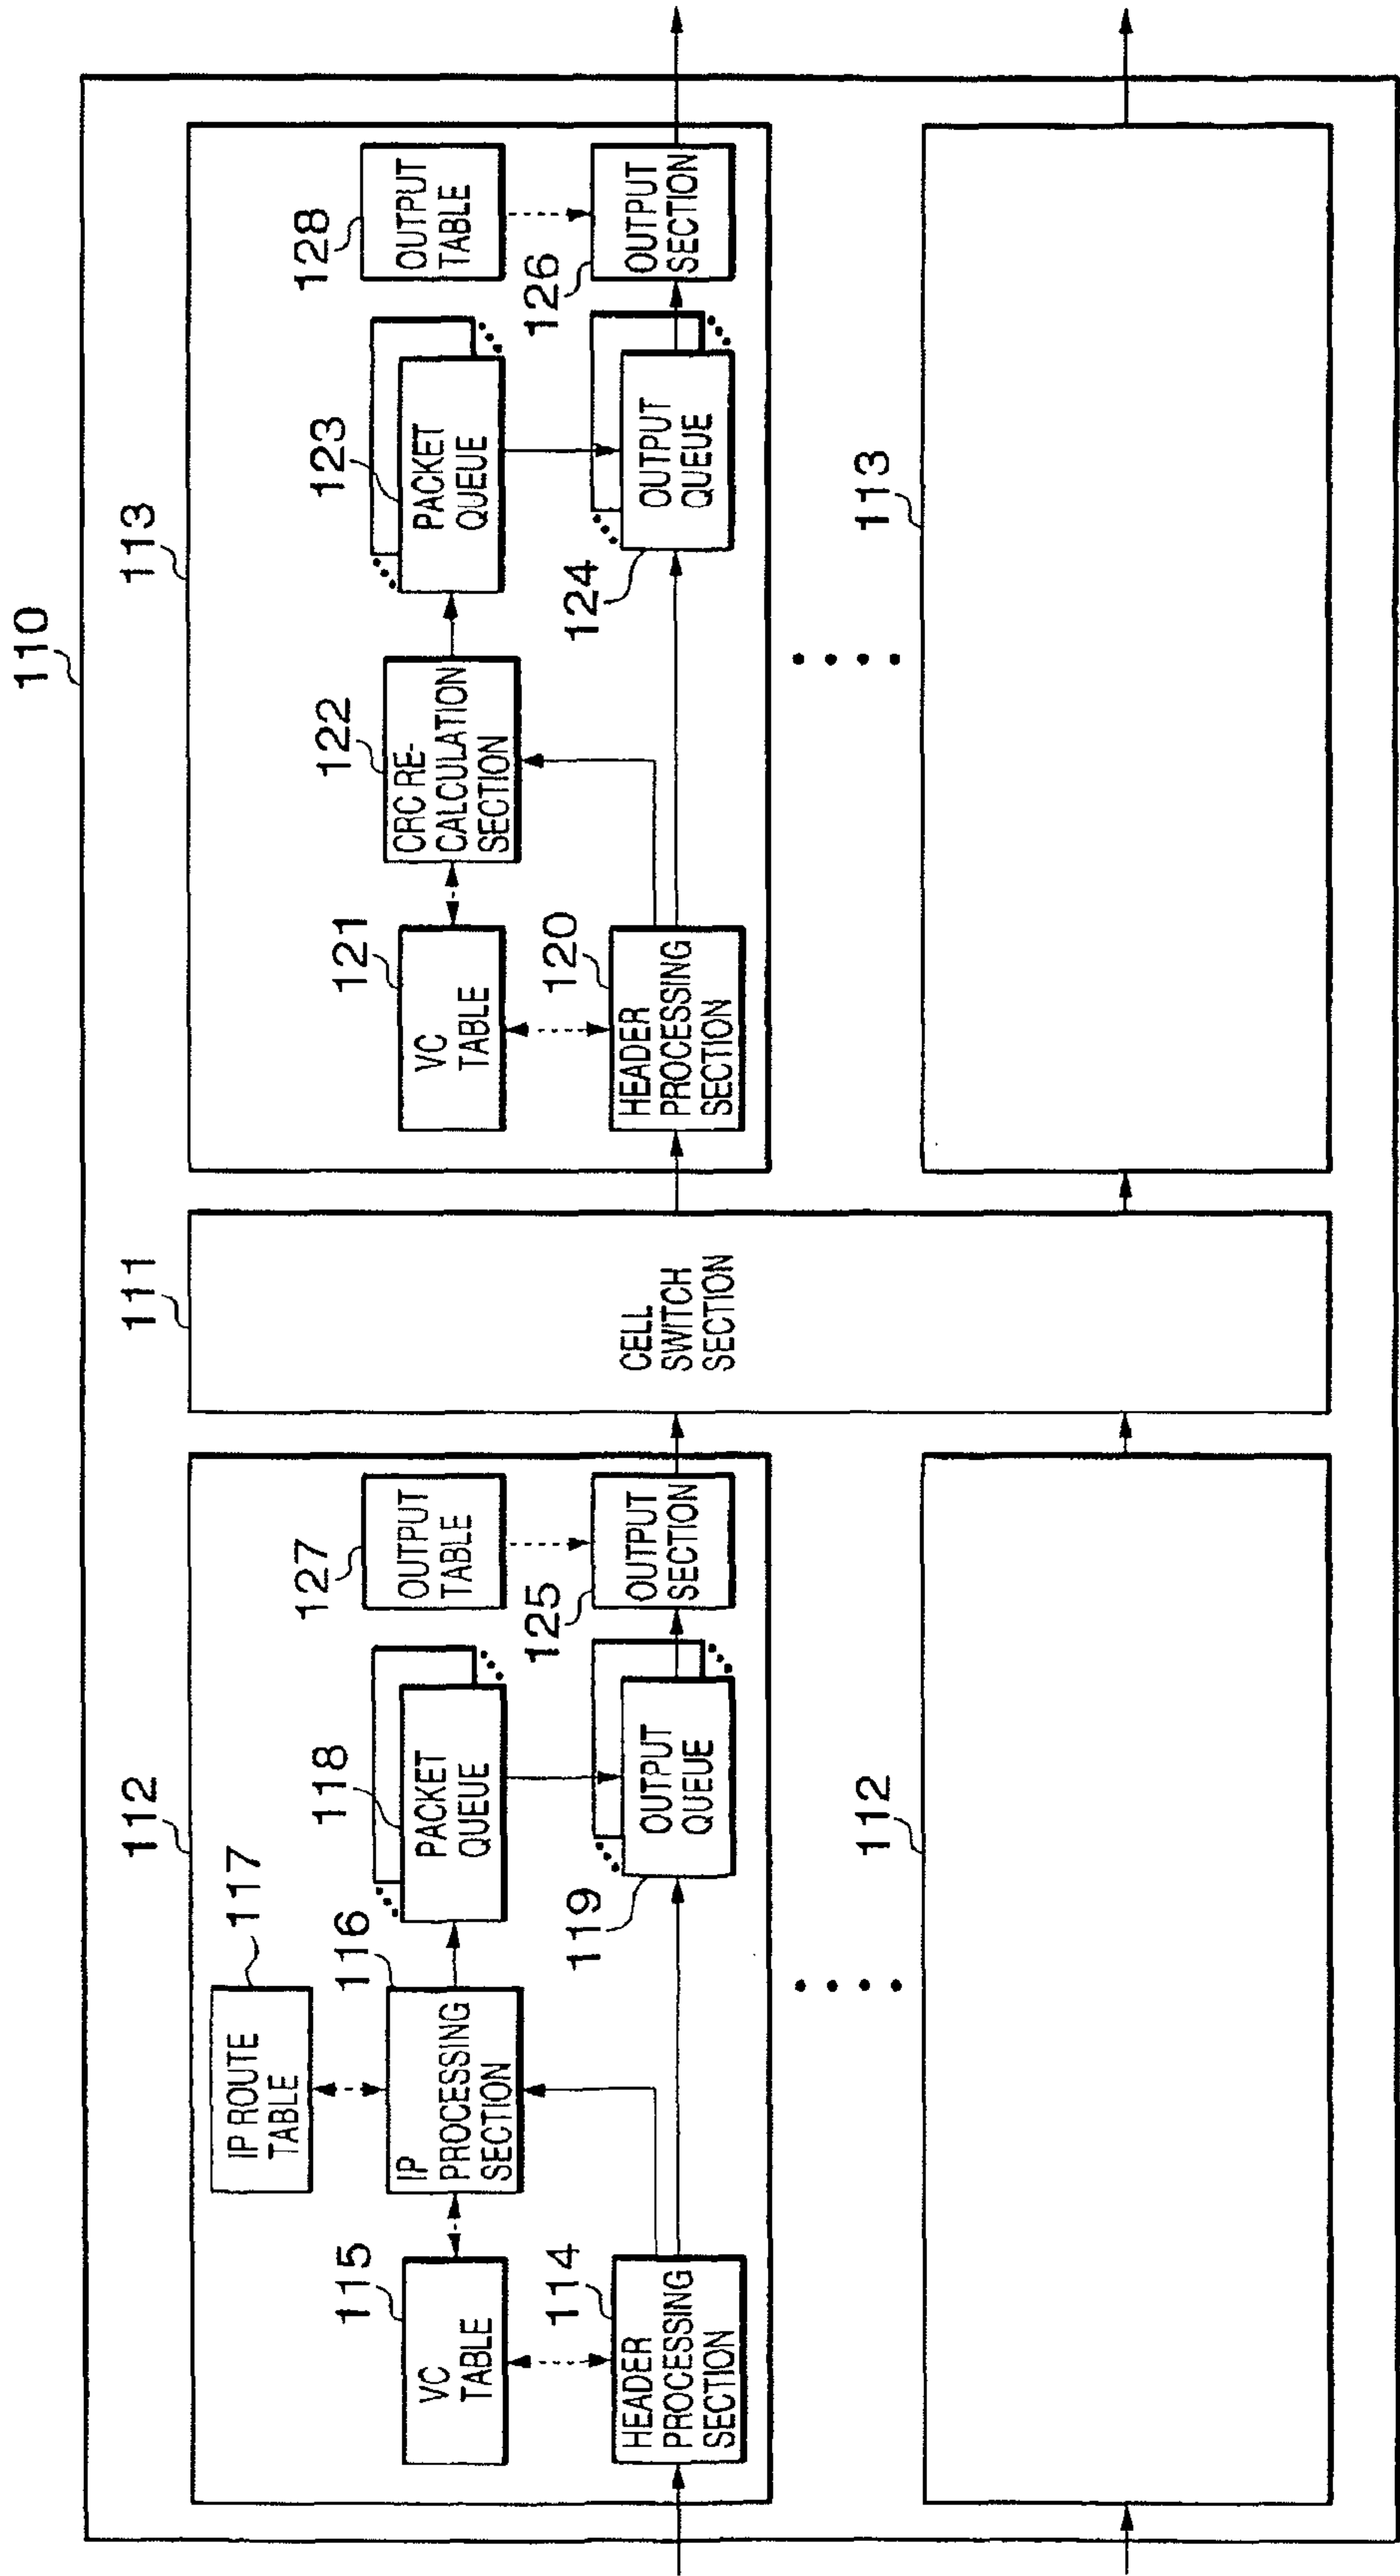 110
112
111
113
117
IP ROUTE
TABLE
115
VC
TABLE
116
IP
PROCESSING
SECTION
118
PACKET
QUEUE
127
OUTPUT
TABLE
114
HEADER
PROCESSING
SECTION
119
OUTPUT
QUEUE
125
OUTPUT
SECTION
CELL
SWITCH
SECTION
121
VC
TABLE
122
CRC RE-
CALCULATION
SECTION
123
PACKET
QUEUE
128
OUTPUT
TABLE
120
HEADER
PROCESSING
SECTION
124
OUTPUT
QUEUE
126
OUTPUT
SECTION
112
113